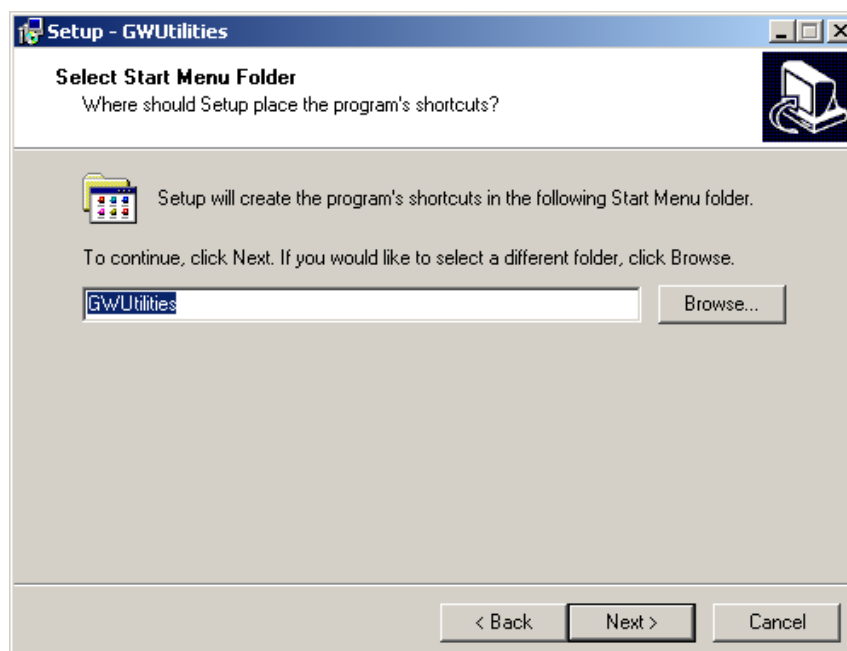 Setup - GWUtilities
Select Start Menu Folder
Where should Setup place the program's shortcuts?
Setup will create the program's shortcuts in the following Start Menu folder.
To continue, click Next. If you would like to select a different folder, click Browse.
GWUtilities
Browse...
< Back
Next >
Cancel